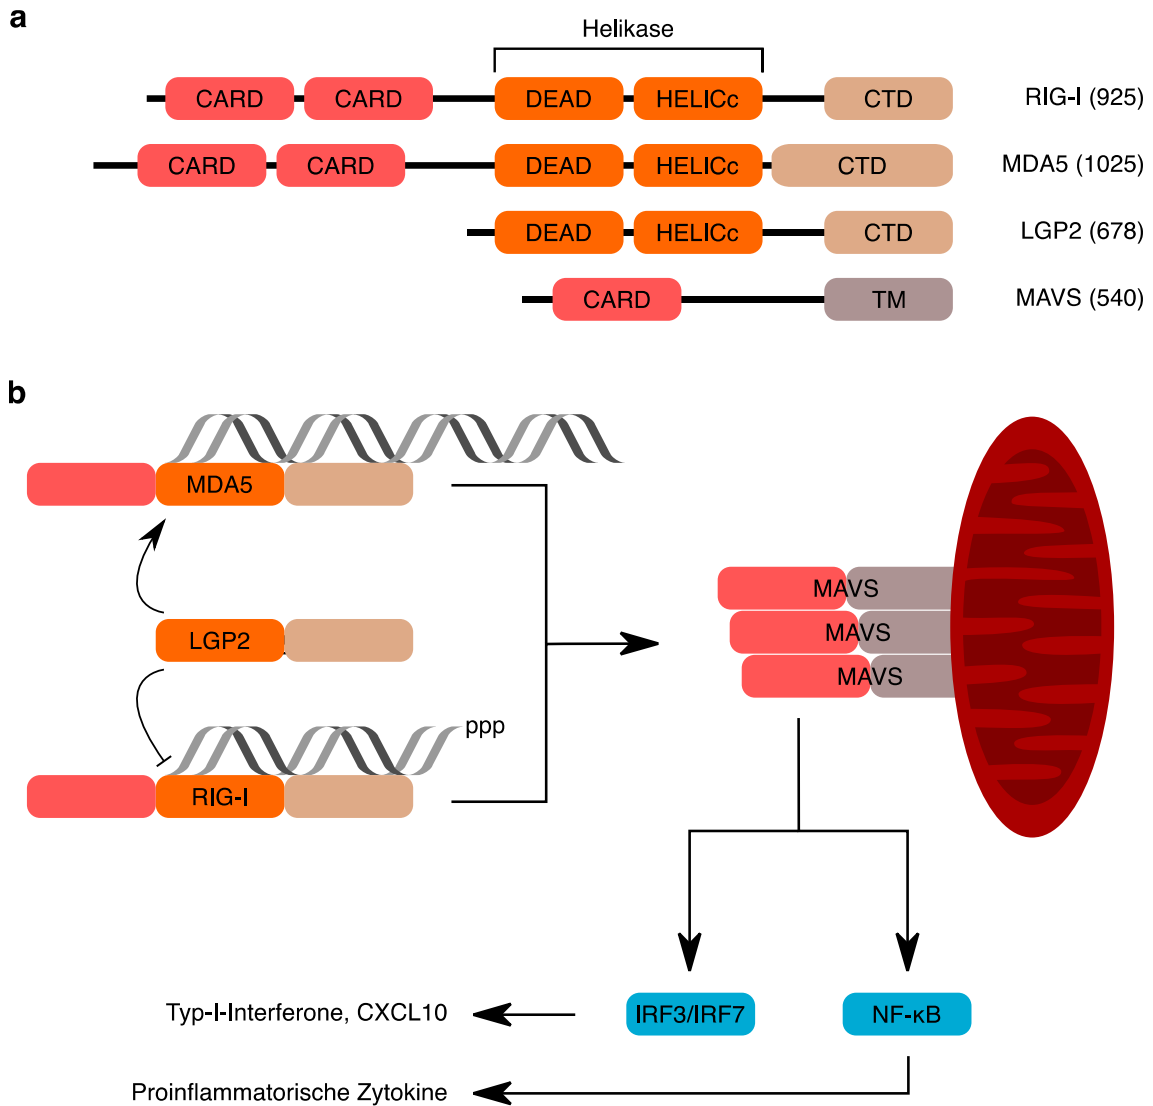 a
Helikase
CARD CARD DEAD HELICc CTD RIG-I (925)
CARD CARD DEAD HELICc CTD MDA5 (1025)
DEAD HELICc CTD LGP2 (678)
CARD TM MAVS (540)
b
MDA5
MAVS
LGP2
MAVS
MAVS
ppp
RIG-I
Typ-I-Interferone, CXCL10
IRF3/IRF7
NF-κB
Proinflammatorische Zytokine